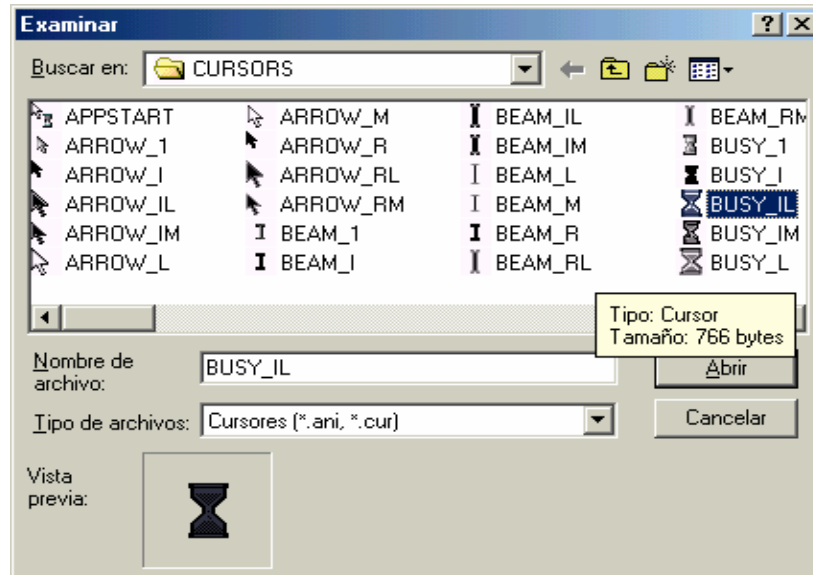 Examinar
Buscar en: CURSORS
APPSTART ARROW_M BEAM_IL BEAM_RM
ARROW_1 ARROW_R BEAM_IM BUSY_1
ARROW_I ARROW_RL BEAM_L BUSY_I
ARROW_IL ARROW_RM BEAM_M BUSY_IL
ARROW_IM BEAM_1 BEAM_R BUSY_IM
ARROW_L BEAM_I BEAM_RL BUSY_L
Tipo: Cursor
Tamaño: 766 bytes
Nombre de
archivo:
BUSY_IL
Abrir
Tipo de archivos: Cursores (*.ani, *.cur)
Cancelar
Vista
previa: